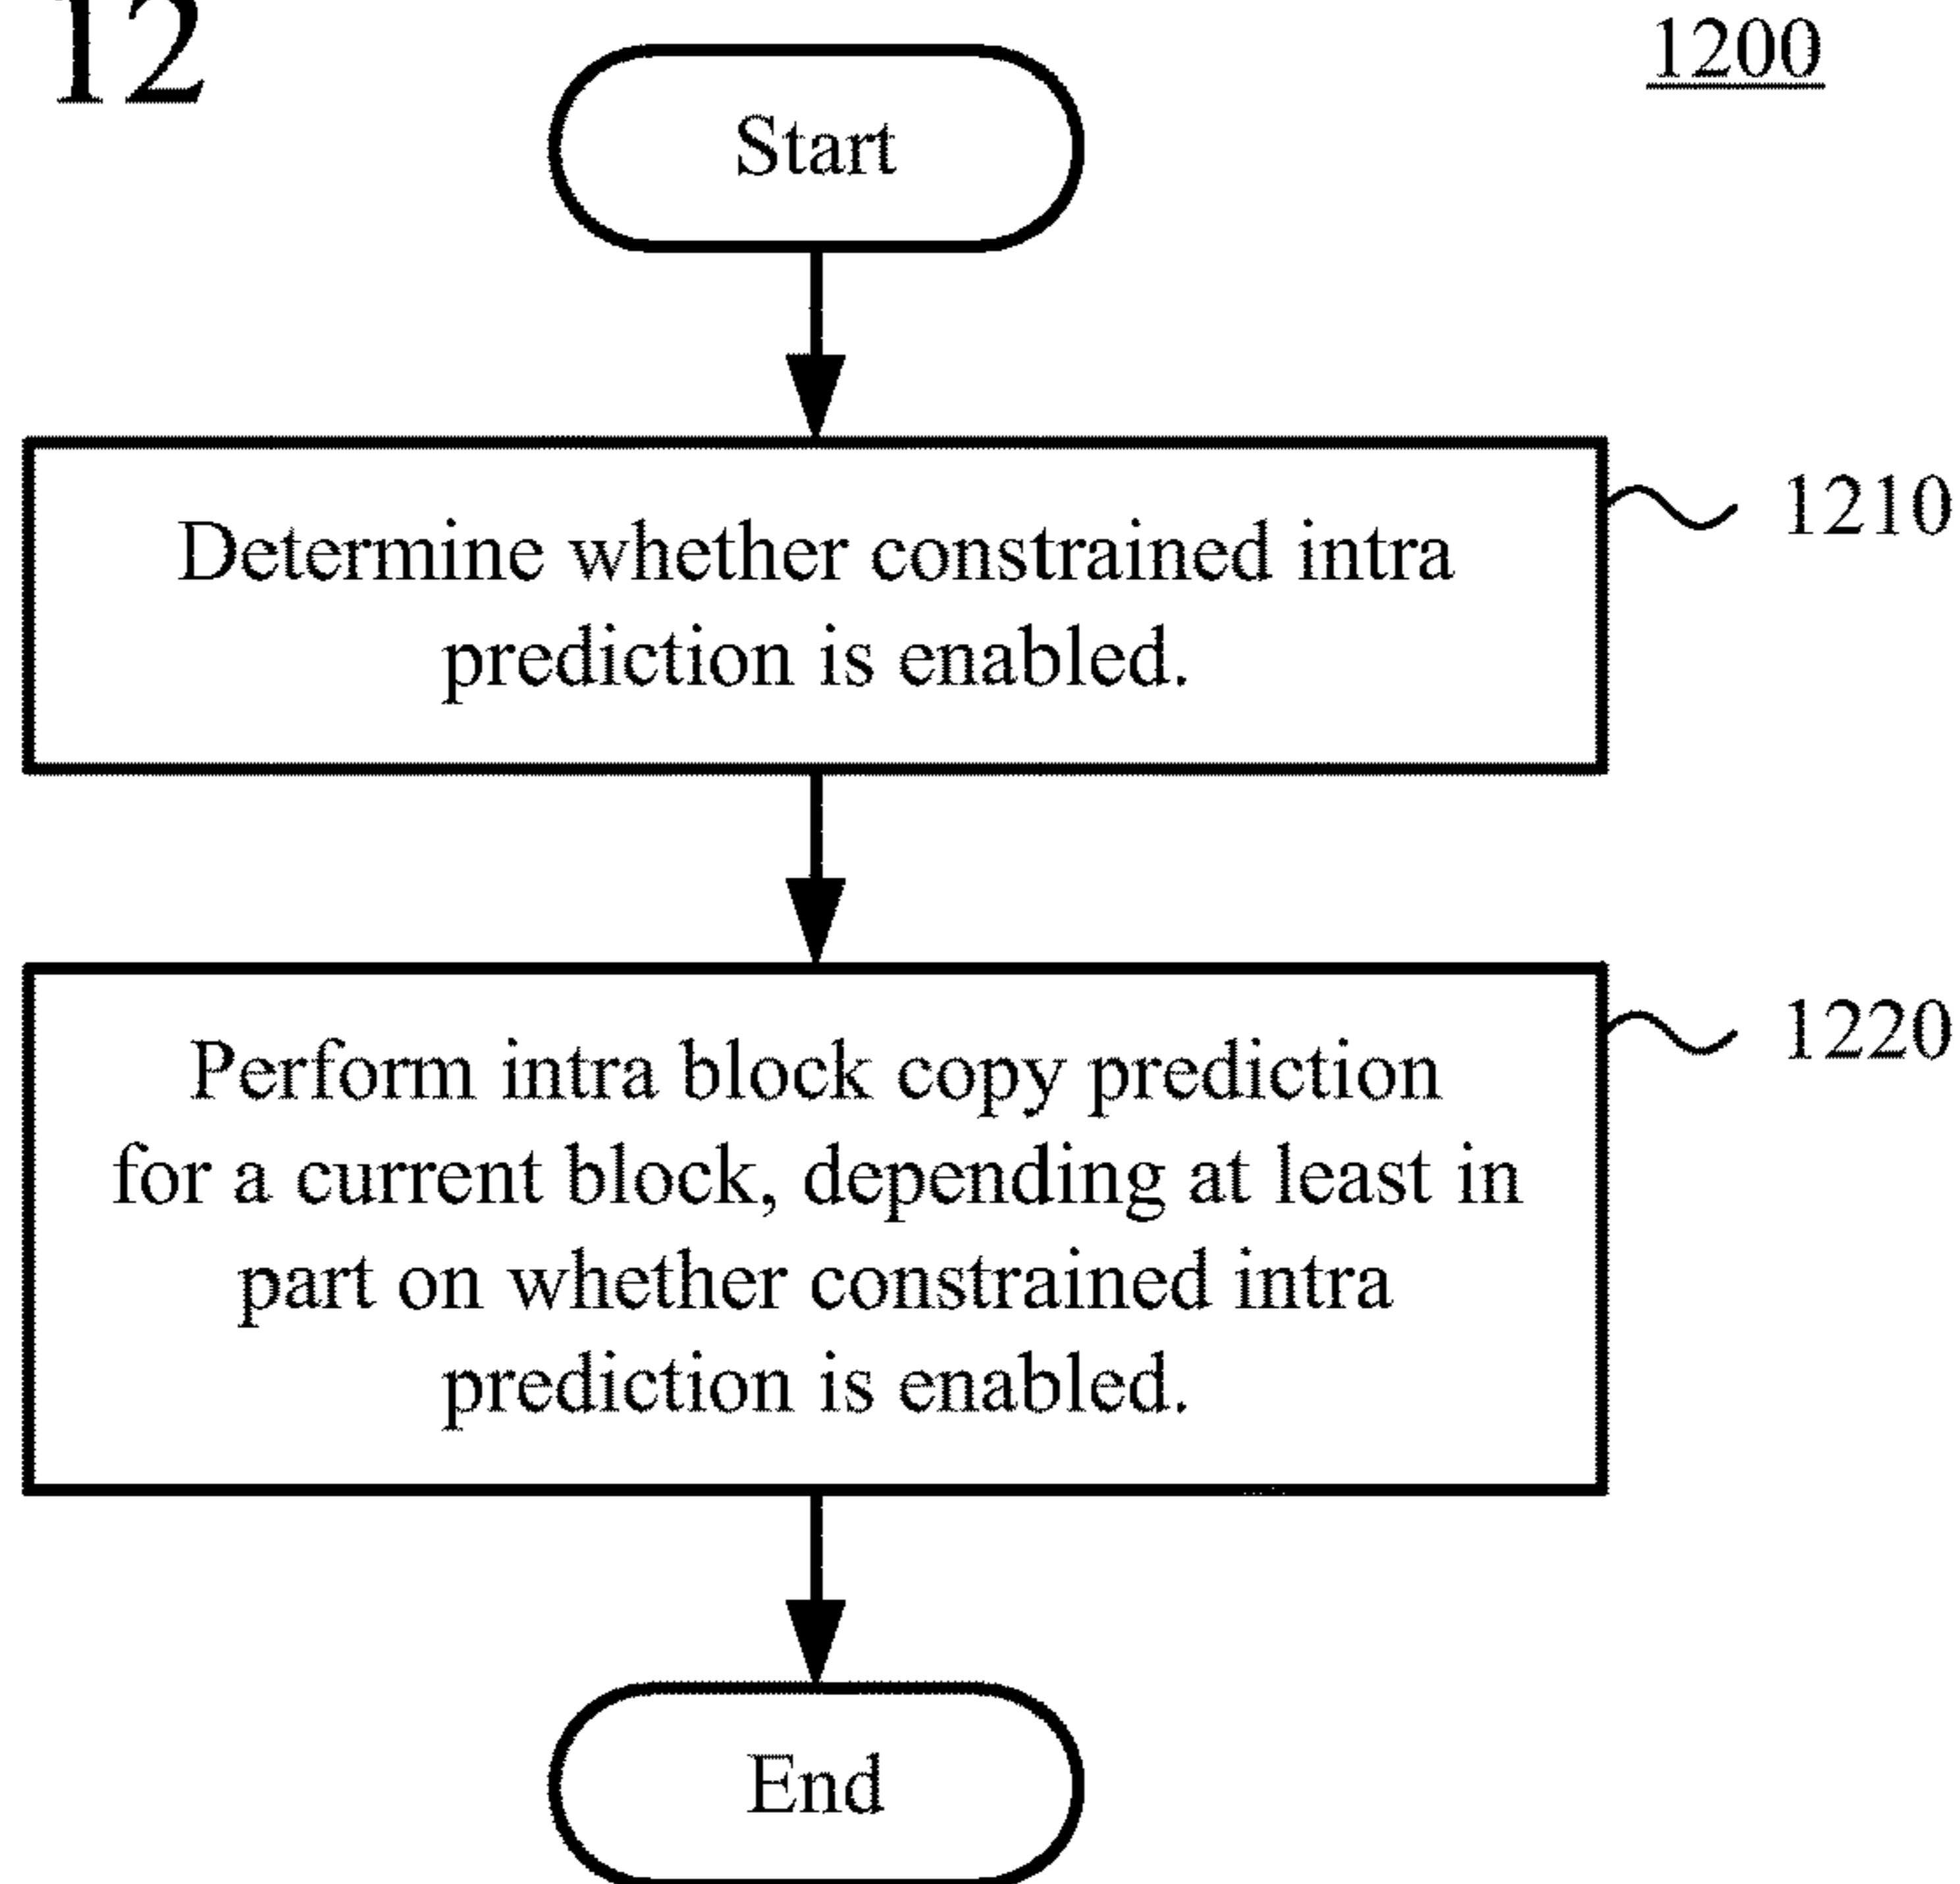 12
1200
Start
Determine whether constrained intra
prediction is enabled.
1210
Perform intra block copy prediction
for a current block, depending at least in
part on whether constrained intra
prediction is enabled.
1220
End